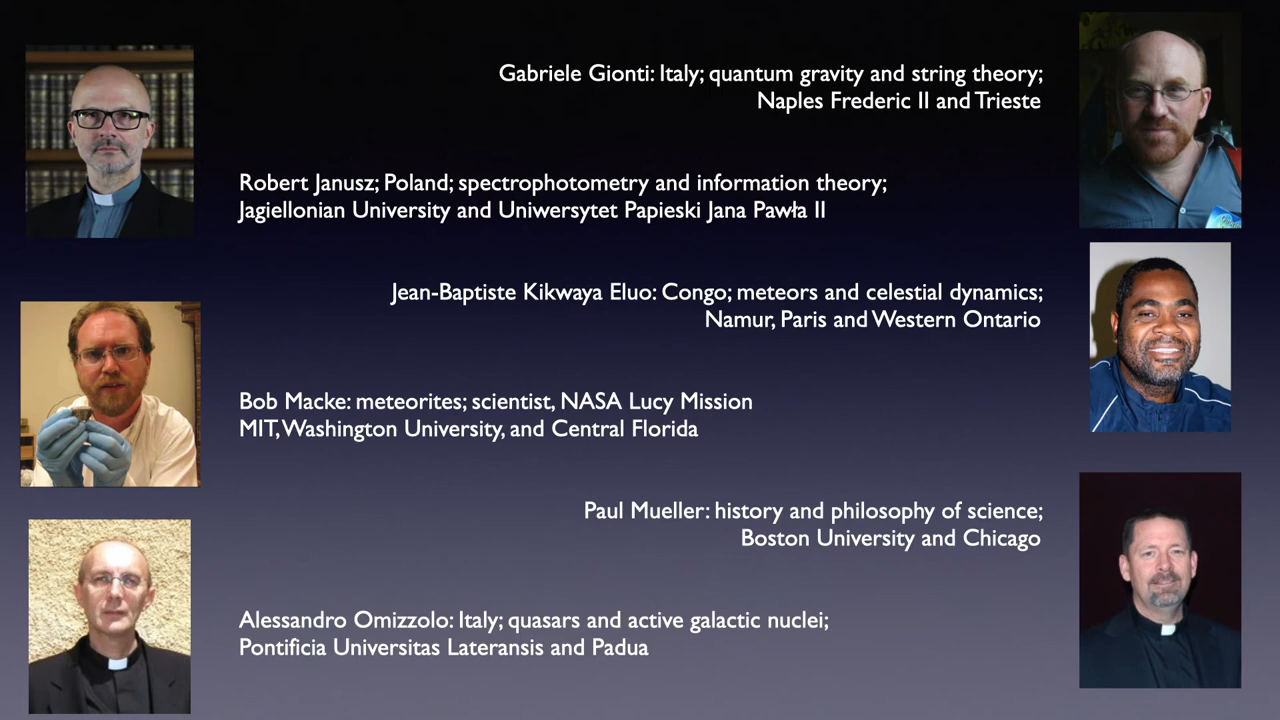 Gabriele Gionti: Italy; quantum gravity and string theory;
Naples Frederic II and Trieste
Robert Janusz; Poland; spectrophotometry and information theory;
Jagiellonian University and Uniwersytet Papieski Jana Pawła II
Jean-Baptiste Kikwaya Eluo: Congo; meteors and celestial dynamics;
Namur, Paris and Western Ontario
Bob Macke: meteorites; scientist, NASA Lucy Mission
MIT, Washington University, and Central Florida
Paul Mueller: history and philosophy of science;
Boston University and Chicago
Alessandro Omizzolo: Italy; quasars and active galactic nuclei;
Pontificia Universitas Lateransis and Padua